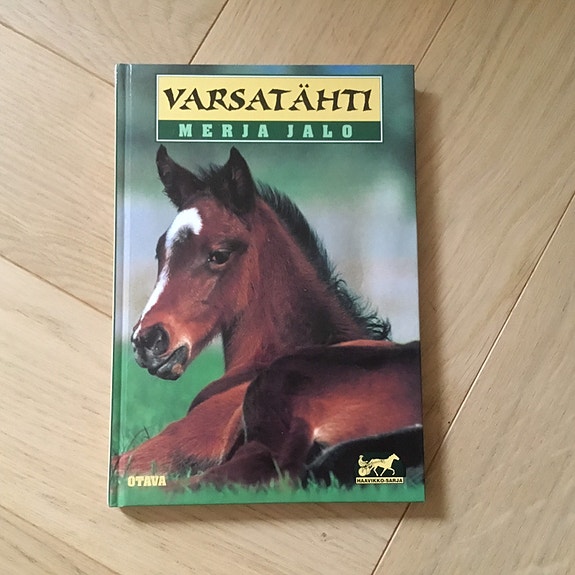 VARSATÄHTI
MERJA JALO
OTAVA
HAAVIKKO-SARJA